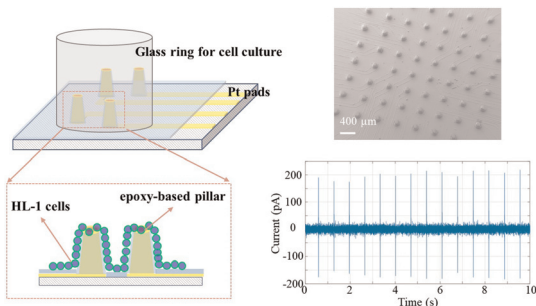 Glass ring for cell culture
Pt pads
400 µm
HL-1 cells
epoxy-based pillar
Current (pA)
200
100
0
-100
-200
0 1 2 3 4 5 6 7 8 9 10
Time (s)